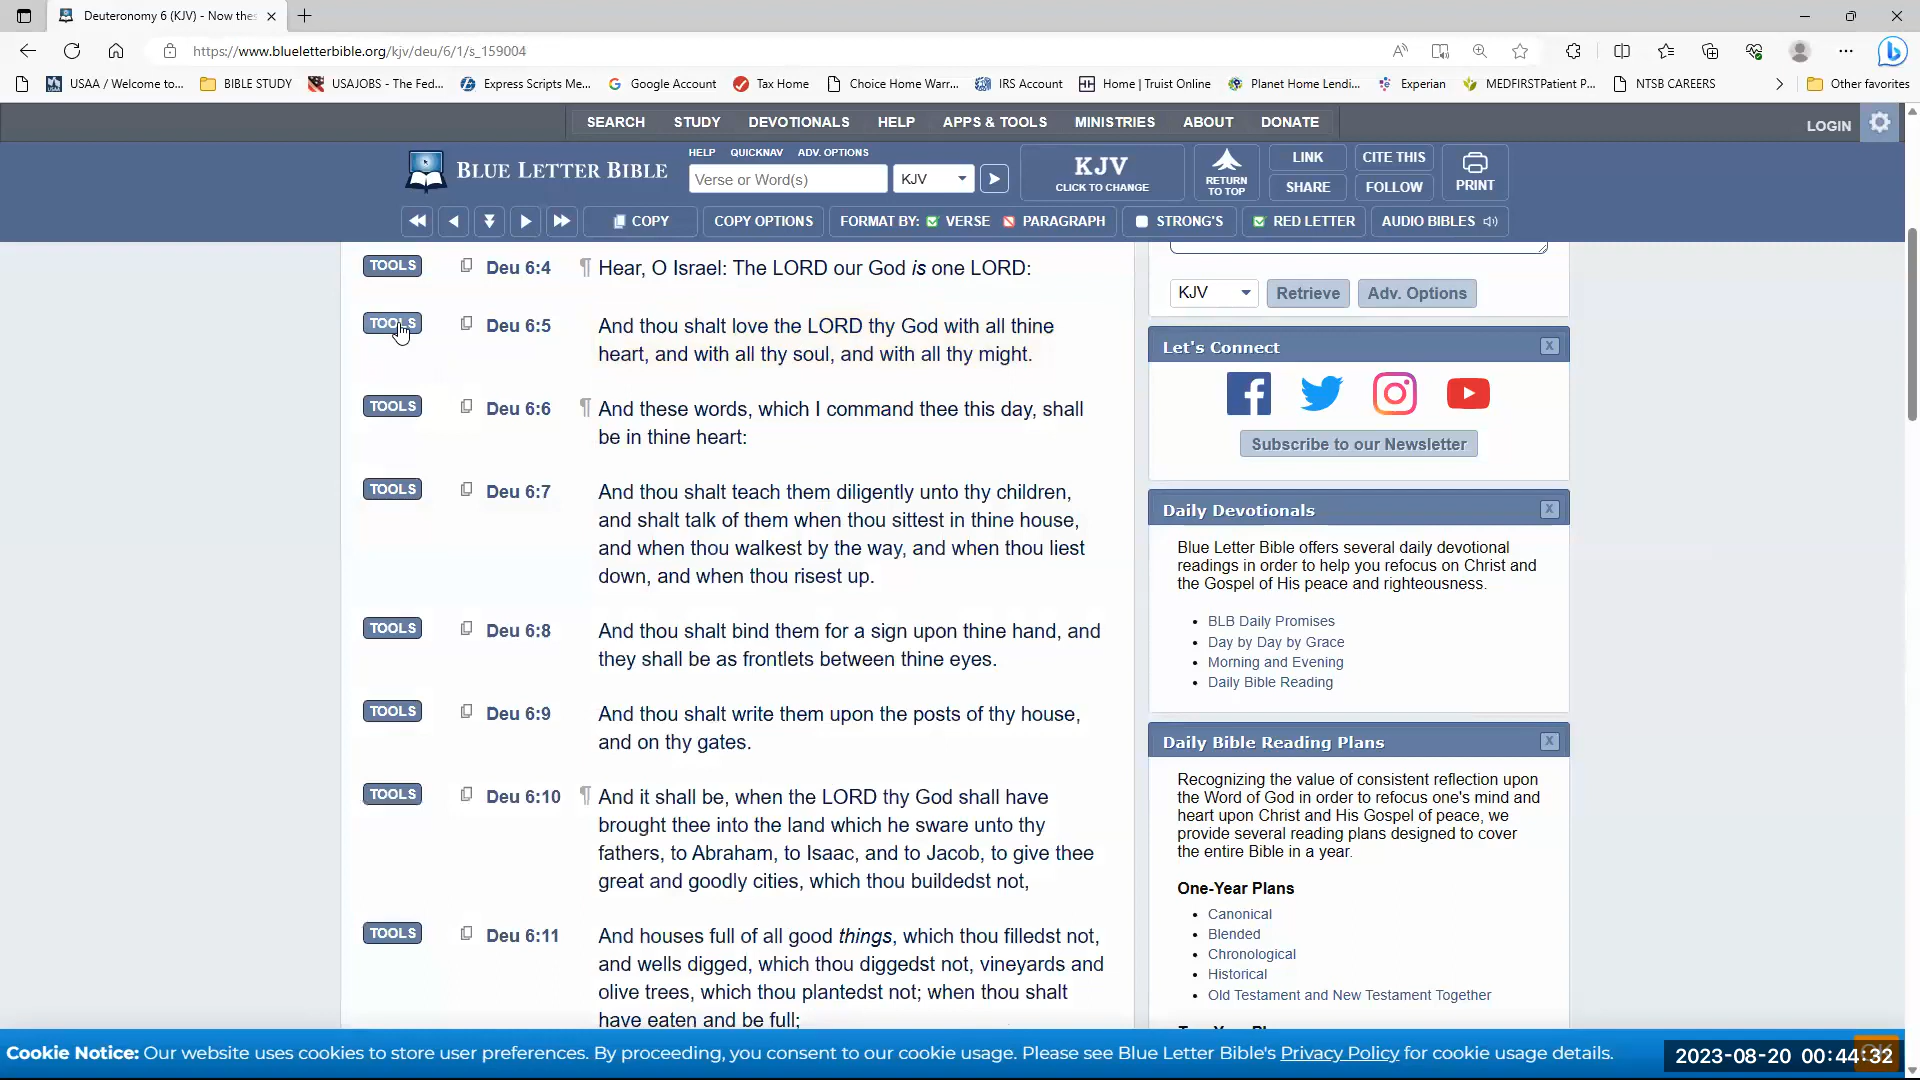 Deuteronomy 6 (KJV) - Now thes
https://www.blueletterbible.org/kjv/deu/6/1/s_159004
USAA / Welcome to...
BIBLE STUDY
USAJOBS - The Fed...
Express Scripts Me...
Google Account
Tax Home
Choice Home Warr...
IRS Account
Home | Truist Online
Planet Home Lendi...
Experian
MEDFIRSTPatient P...
NTSB CAREERS
Other favorites
SEARCH
STUDY
DEVOTIONALS
HELP
APPS & TOOLS
MINISTRIES
ABOUT
DONATE
LOGIN
BLUE LETTER BIBLE
HELP
QUICKNAV
ADV. OPTIONS
Verse or Word(s)
KJV
KJV
CLICK TO CHANGE
RETURN
TO TOP
LINK
CITE THIS
SHARE
FOLLOW
PRINT
COPY
COPY OPTIONS
FORMAT BY:
VERSE
PARAGRAPH
STRONG'S
RED LETTER
AUDIO BIBLES
TOOLS
Deu 6:4
¶ Hear, O Israel: The LORD our God is one LORD:
TOOLS
Deu 6:5
And thou shalt love the LORD thy God with all thine
heart, and with all thy soul, and with all thy might.
TOOLS
Deu 6:6
¶ And these words, which I command thee this day, shall
be in thine heart:
TOOLS
Deu 6:7
And thou shalt teach them diligently unto thy children,
and shalt talk of them when thou sittest in thine house,
and when thou walkest by the way, and when thou liest
down, and when thou risest up.
TOOLS
Deu 6:8
And thou shalt bind them for a sign upon thine hand, and
they shall be as frontlets between thine eyes.
TOOLS
Deu 6:9
And thou shalt write them upon the posts of thy house,
and on thy gates.
TOOLS
Deu 6:10
¶ And it shall be, when the LORD thy God shall have
brought thee into the land which he sware unto thy
fathers, to Abraham, to Isaac, and to Jacob, to give thee
great and goodly cities, which thou buildedst not,
TOOLS
Deu 6:11
And houses full of all good things, which thou filledst not,
and wells digged, which thou diggedst not, vineyards and
olive trees, which thou plantedst not; when thou shalt
have eaten and be full;
KJV
Retrieve
Adv. Options
Let's Connect
Subscribe to our Newsletter
Daily Devotionals
Blue Letter Bible offers several daily devotional
readings in order to help you refocus on Christ and
the Gospel of His peace and righteousness.
BLB Daily Promises
Day by Day by Grace
Morning and Evening
Daily Bible Reading
Daily Bible Reading Plans
Recognizing the value of consistent reflection upon
the Word of God in order to refocus one's mind and
heart upon Christ and His Gospel of peace, we
provide several reading plans designed to cover
the entire Bible in a year.
One-Year Plans
Canonical
Blended
Chronological
Historical
Old Testament and New Testament Together
Cookie Notice: Our website uses cookies to store user preferences. By proceeding, you consent to our cookie usage. Please see Blue Letter Bible's Privacy Policy for cookie usage details.
2023-08-20 00:44:32